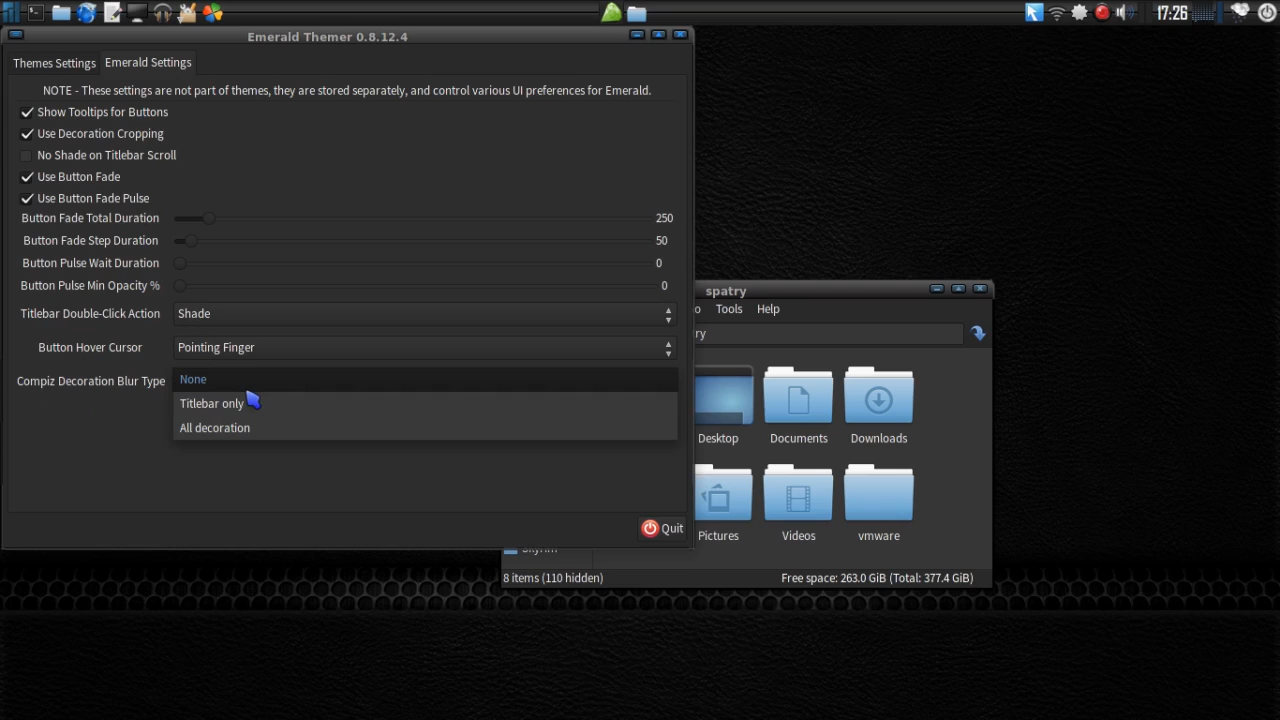 17:26
Emerald Themer 0.8.12.4
Themes Settings
Emerald Settings
NOTE - These settings are not part of themes, they are stored separately, and control various UI preferences for Emerald.
Show Tooltips for Buttons
Use Decoration Cropping
No Shade on Titlebar Scroll
Use Button Fade
Use Button Fade Pulse
Button Fade Total Duration 250
Button Fade Step Duration 50
Button Pulse Wait Duration 0
Button Pulse Min Opacity % 0
Titlebar Double-Click Action Shade
Button Hover Cursor Pointing Finger
Compiz Decoration Blur Type None
Titlebar only
All decoration
Quit
spatry
o Tools Help
ry
Desktop Documents Downloads
Pictures Videos vmware
8 items (110 hidden) Free space: 263.0 GiB (Total: 377.4 GiB)